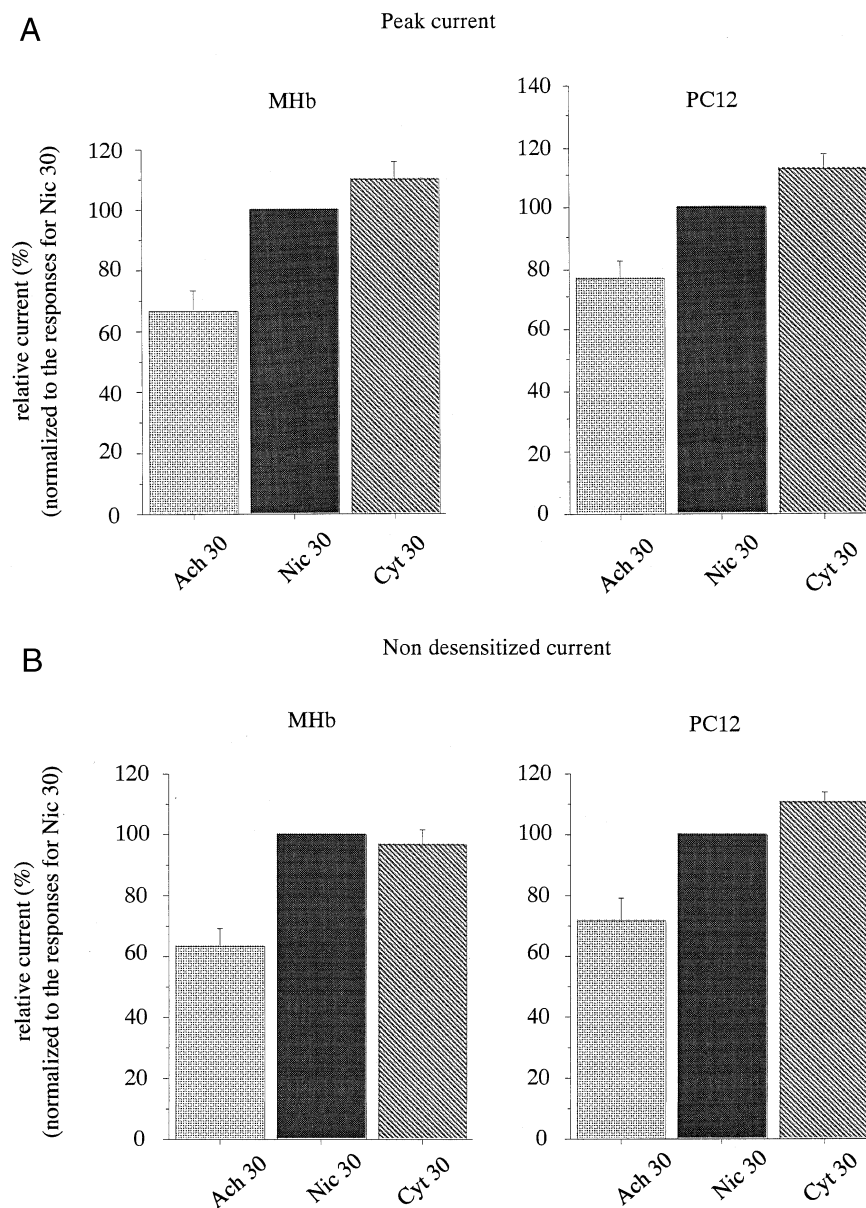 A
Peak current
MHb
PC12
relative current (%)
(normalized to the responses for Nic 30)
120
100
80
60
40
20
0
Ach 30
Nic 30
Cyt 30
140
120
100
80
60
40
20
0
Ach 30
Nic 30
Cyt 30
B
Non desensitized current
MHb
PC12
relative current (%)
(normalized to the responses for Nic 30)
120
100
80
60
40
20
0
Ach 30
Nic 30
Cyt 30
120
100
80
60
40
20
0
Ach 30
Nic 30
Cyt 30